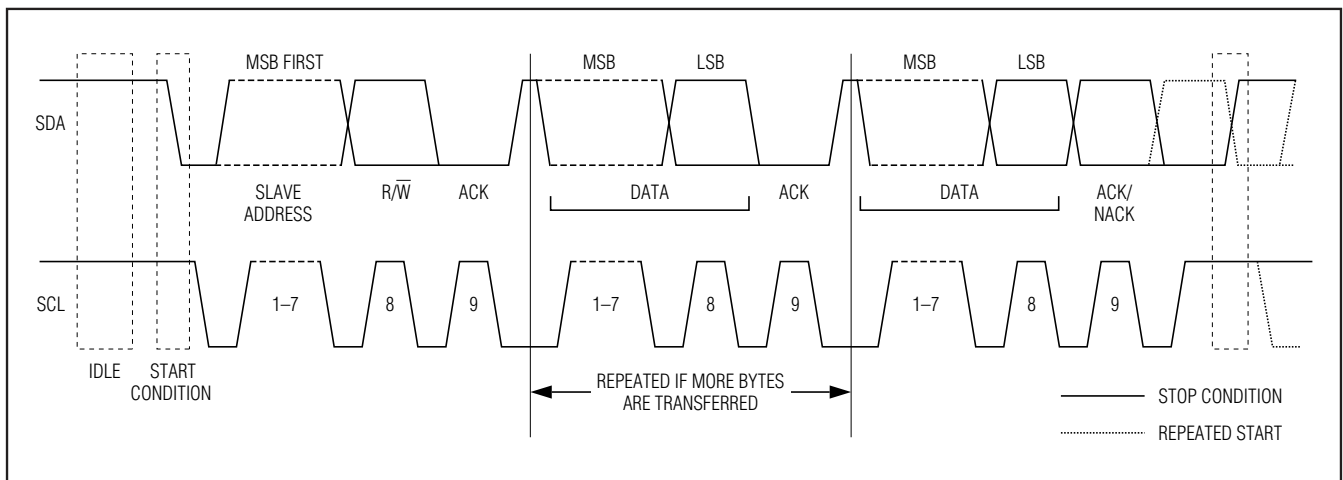 MSB FIRST
MSB
LSB
MSB
LSB
SDA
SLAVE
ADDRESS
R/W̅
ACK
DATA
ACK
DATA
ACK/
NACK
SCL
1–7
8
9
1–7
8
9
1–7
8
9
IDLE
START
CONDITION
REPEATED IF MORE BYTES
ARE TRANSFERRED
STOP CONDITION
REPEATED START